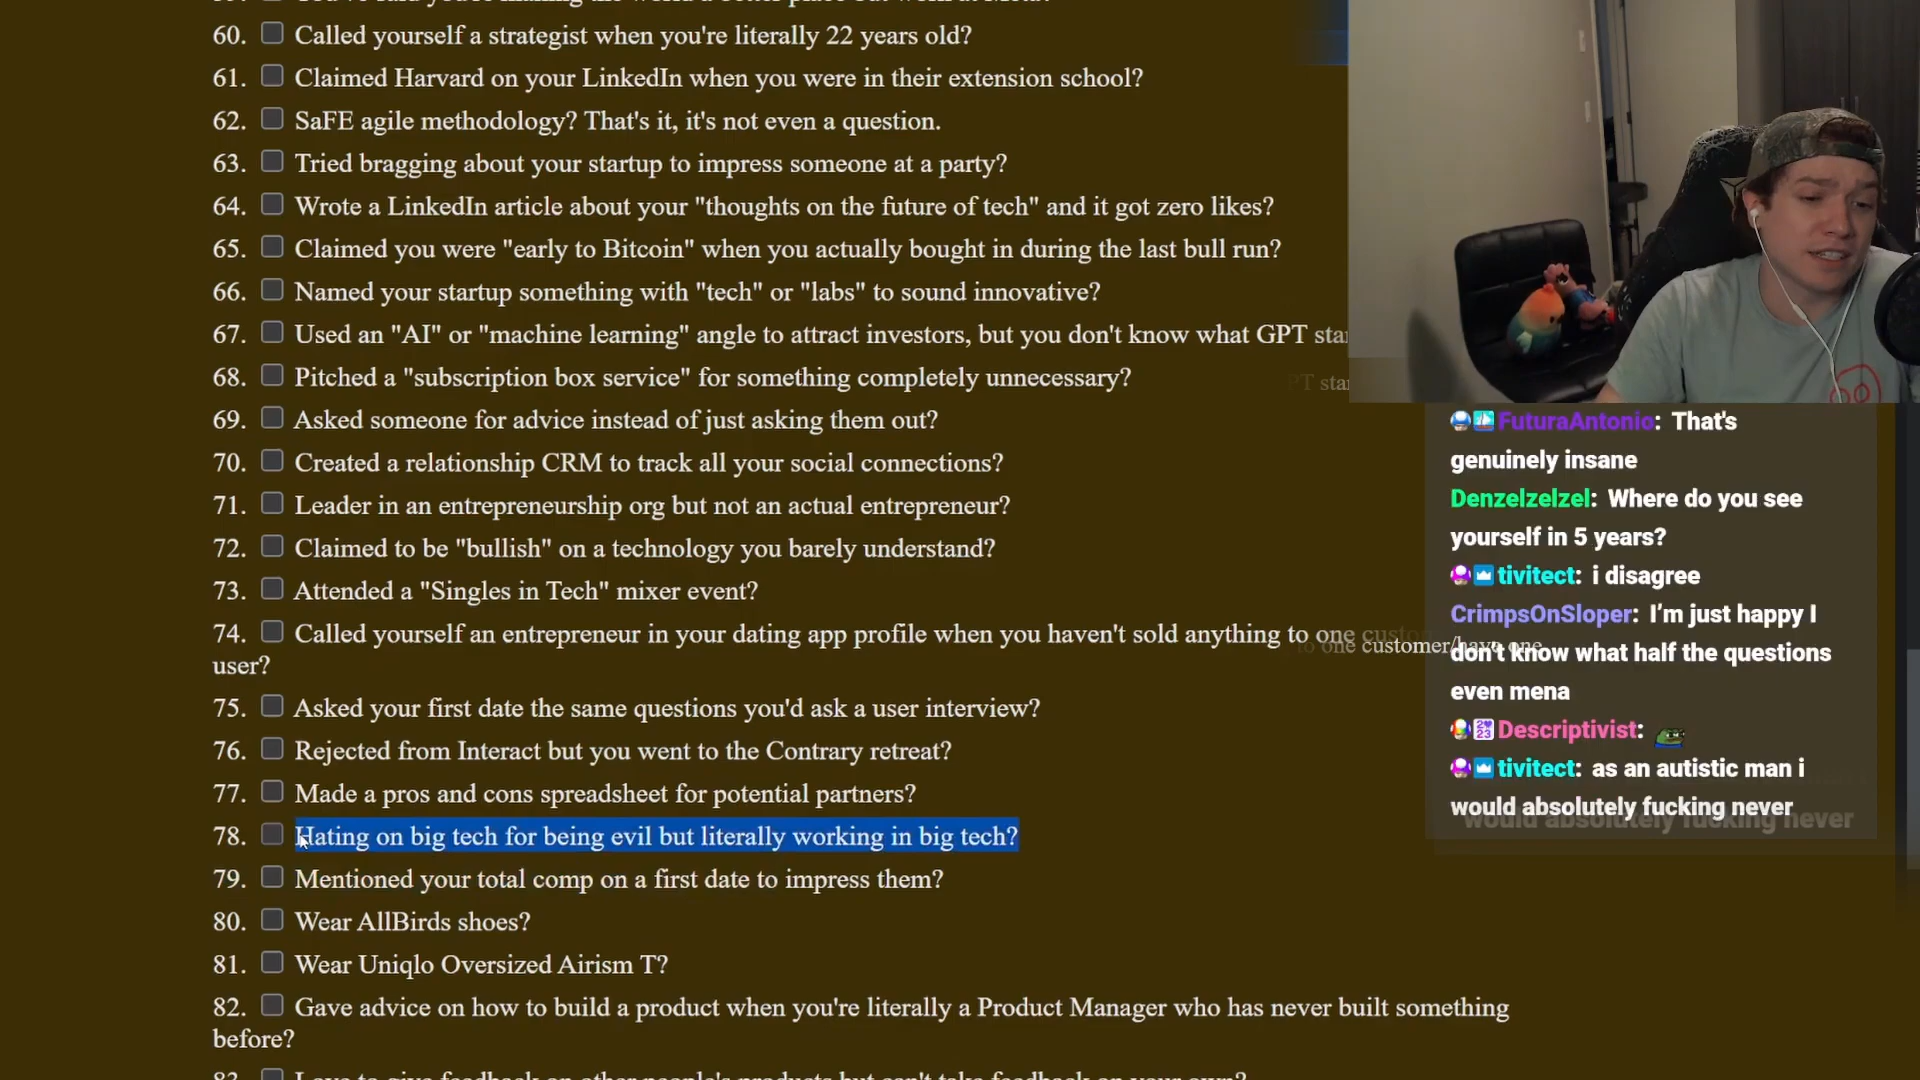 60. Called yourself a strategist when you're literally 22 years old?
61. Claimed Harvard on your LinkedIn when you were in their extension school?
62. SaFE agile methodology? That's it, it's not even a question.
63. Tried bragging about your startup to impress someone at a party?
64. Wrote a LinkedIn article about your "thoughts on the future of tech" and it got zero likes?
65. Claimed you were "early to Bitcoin" when you actually bought in during the last bull run?
66. Named your startup something with "tech" or "labs" to sound innovative?
67. Used an "AI" or "machine learning" angle to attract investors, but you don't know what GPT
68. Pitched a "subscription box service" for something completely unnecessary?
69. Asked someone for advice instead of just asking them out?
70. Created a relationship CRM to track all your social connections?
71. Leader in an entrepreneurship org but not an actual entrepreneur?
72. Claimed to be "bullish" on a technology you barely understand?
73. Attended a "Singles in Tech" mixer event?
74. Called yourself an entrepreneur in your dating app profile when you haven't sold anything to one customer/have one
user?
75. Asked your first date the same questions you'd ask a user interview?
76. Rejected from Interact but you went to the Contrary retreat?
77. Made a pros and cons spreadsheet for potential partners?
78. Hating on big tech for being evil but literally working in big tech?
79. Mentioned your total comp on a first date to impress them?
80. Wear AllBirds shoes?
81. Wear Uniqlo Oversized Airism T?
82. Gave advice on how to build a product when you're literally a Product Manager who has never built something
before?
FuturaAntonio: That's
genuinely insane
Denzelzelzel: Where do you see
yourself in 5 years?
tivitect: i disagree
CrimpsOnSloper: I'm just happy I
don't know what half the questions
even mena
Descriptivist:
tivitect: as an autistic man i
would absolutely fucking never